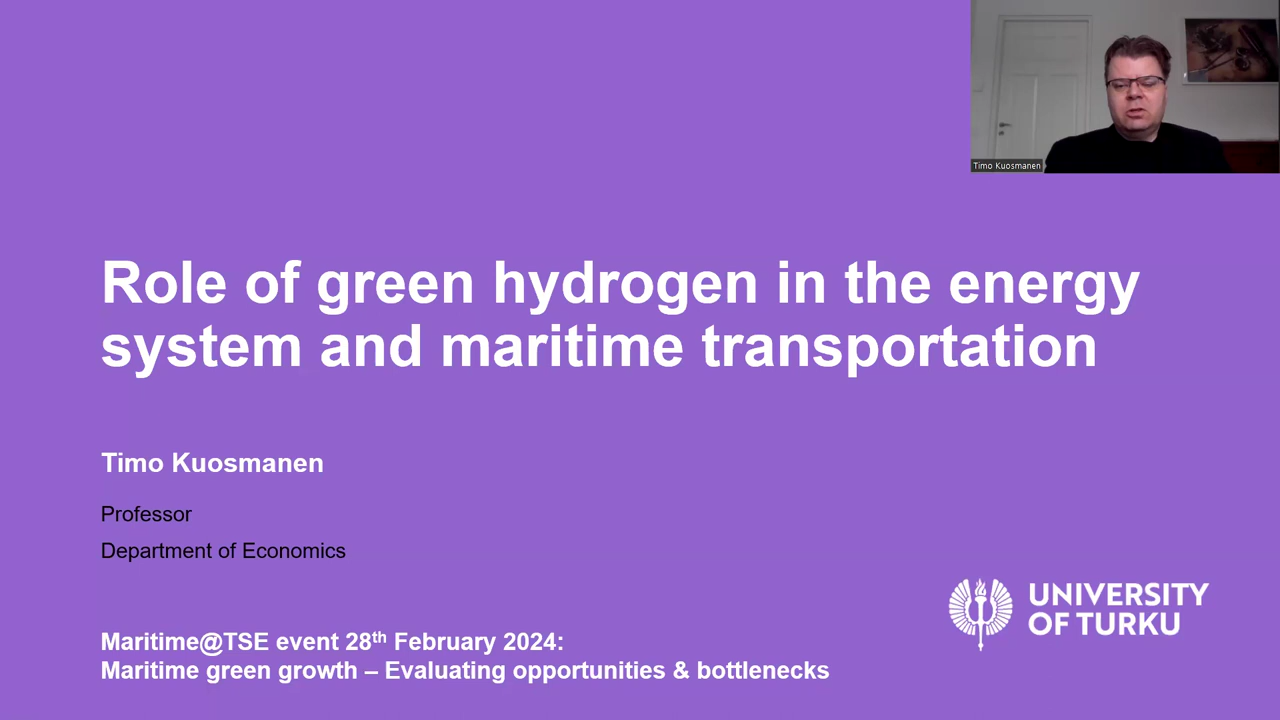 Timo Kuosmanen
Role of green hydrogen in the energy
system and maritime transportation
Timo Kuosmanen
Professor
Department of Economics
UNIVERSITY
OF TURKU
Maritime@TSE event 28th February 2024:
Maritime green growth – Evaluating opportunities & bottlenecks